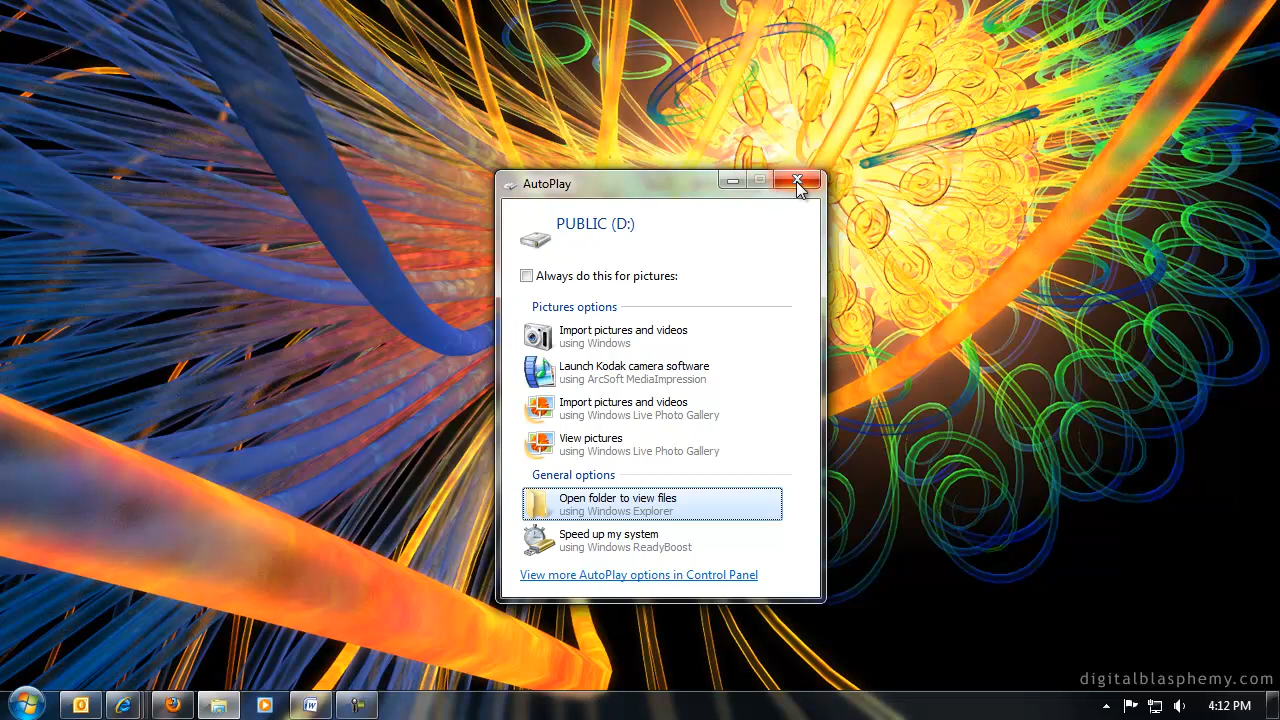 AutoPlay
PUBLIC (D:)
Always do this for pictures:
Pictures options
Import pictures and videos
using Windows
Launch Kodak camera software
using ArcSoft MediaImpression
Import pictures and videos
using Windows Live Photo Gallery
View pictures
using Windows Live Photo Gallery
General options
Open folder to view files
using Windows Explorer
Speed up my system
using Windows ReadyBoost
View more AutoPlay options in Control Panel
digitalblasphemy.com
4:12 PM